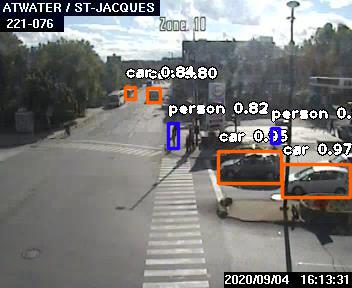 ATWATER / ST-JACQUES
221-076
Zone: 10
car 0.84
0.80
person 0.82
person 0.
car 0.95
car 0.97
2020/09/04 16:13:31